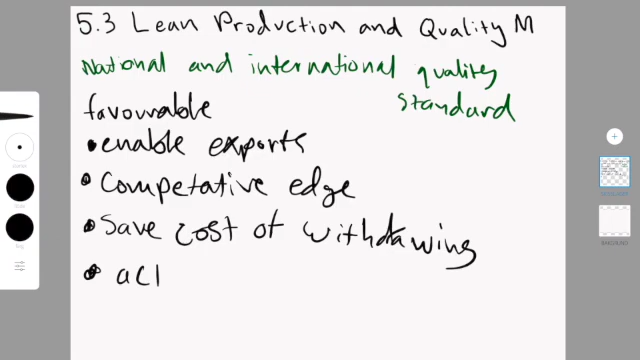 5.3 Lean Production and Quality M
National and international quality
standard
favourable
• enable exports
• Competative edge
• Save cost of withdrawing
• acl